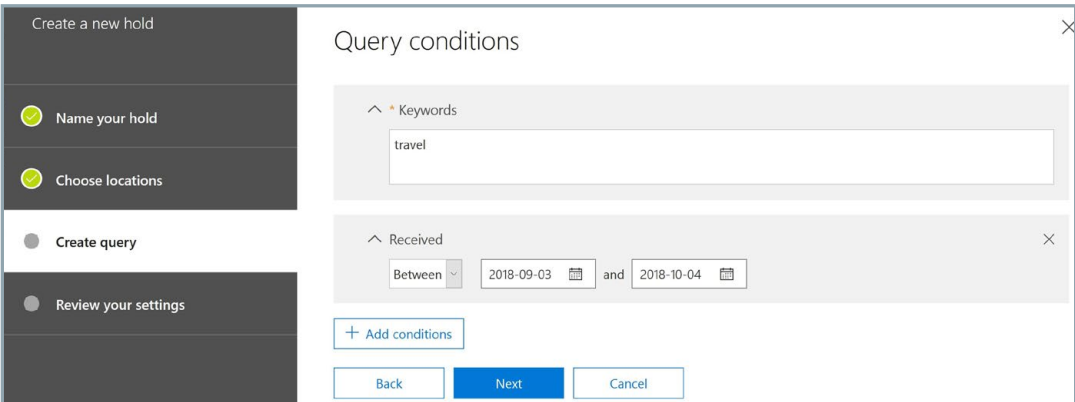 Create a new hold
Name your hold
Choose locations
Create query
Review your settings
Query conditions
* Keywords
travel
Received
Between 2018-09-03 and 2018-10-04
+ Add conditions
Back Next Cancel